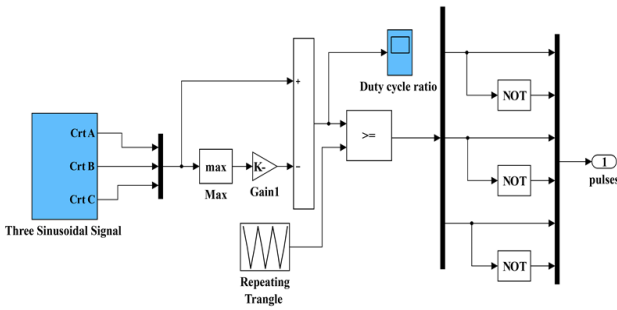 Crt A
Crt B
Crt C
Three Sinusoidal Signal
max
Max
K-
Gain1
+
−
Repeating
Trangle
Duty cycle ratio
>=
NOT
NOT
NOT
1
pulses